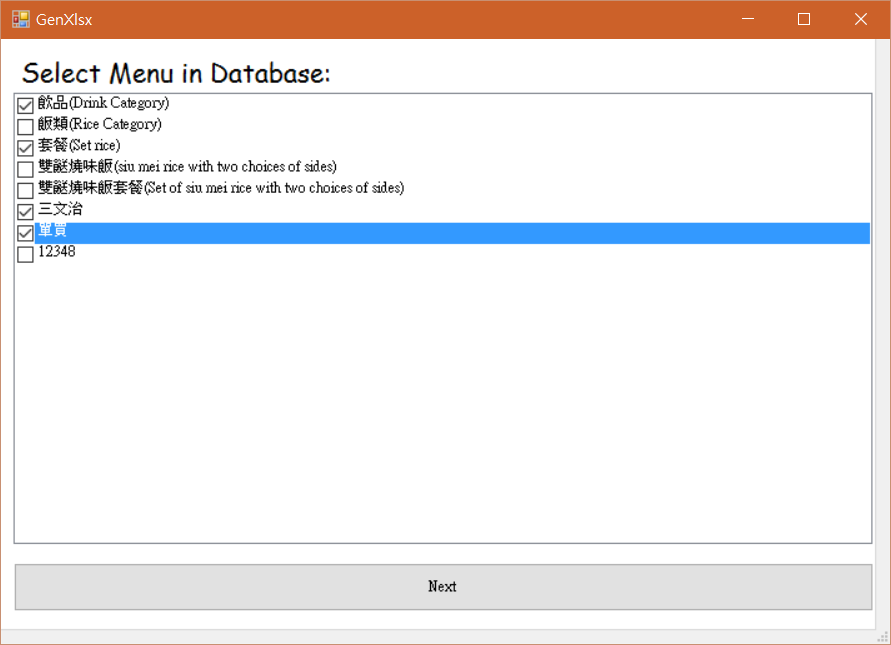 GenXlsx
Select Menu in Database:
飲品(Drink Category)
飯類(Rice Category)
套餐(Set rice)
雙餸燒味飯(siu mei rice with two choices of sides)
雙餸燒味飯套餐(Set of siu mei rice with two choices of sides)
三文治
單買
12348
Next